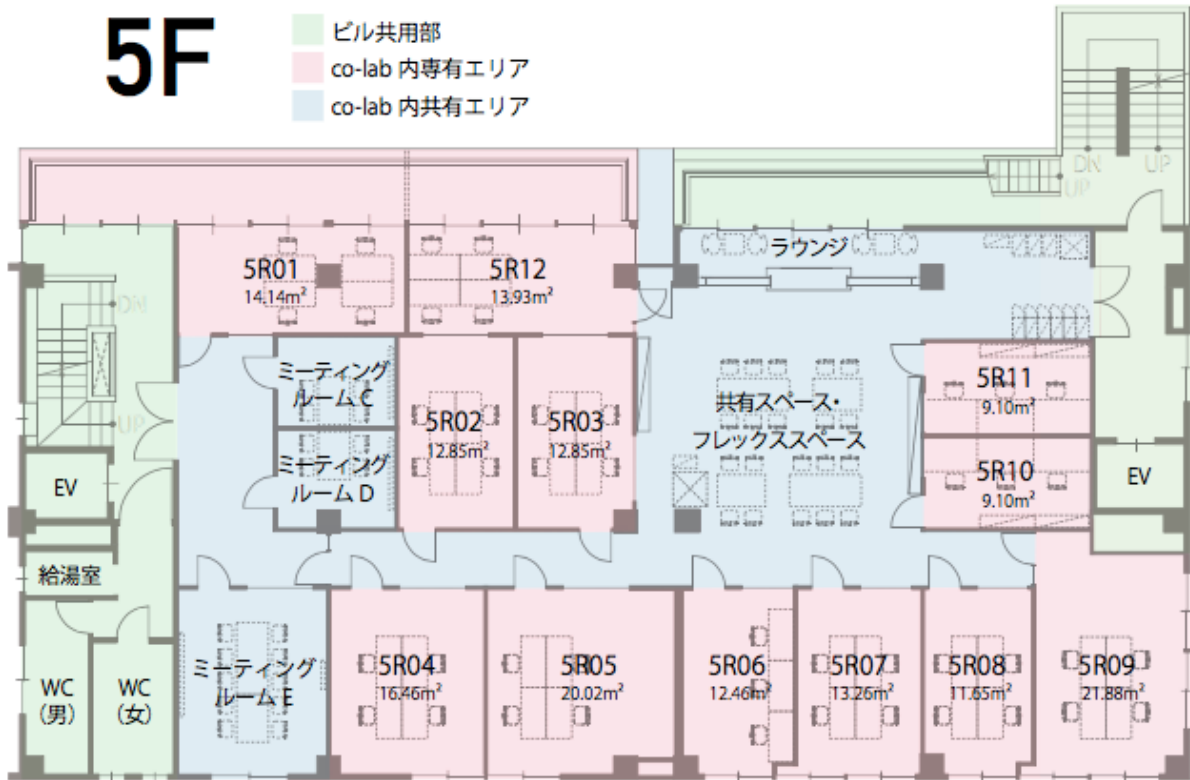 5F
ビル共用部
co-lab 内専有エリア
co-lab 内共有エリア
DN
UP
UP
5R01
14.14m²
5R12
13.93m²
ラウンジ
DN
UP
ミーティング
ルーム C
5R02
12.85m²
5R03
12.85m²
共有スペース・
フレックススペース
5R11
9.10m²
ミーティング
ルーム D
5R10
9.10m²
EV
EV
給湯室
WC
(男)
WC
(女)
ミーティング
ルーム E
5R04
16.46m²
5R05
20.02m²
5R06
12.46m²
5R07
13.26m²
5R08
11.65m²
5R09
21.88m²